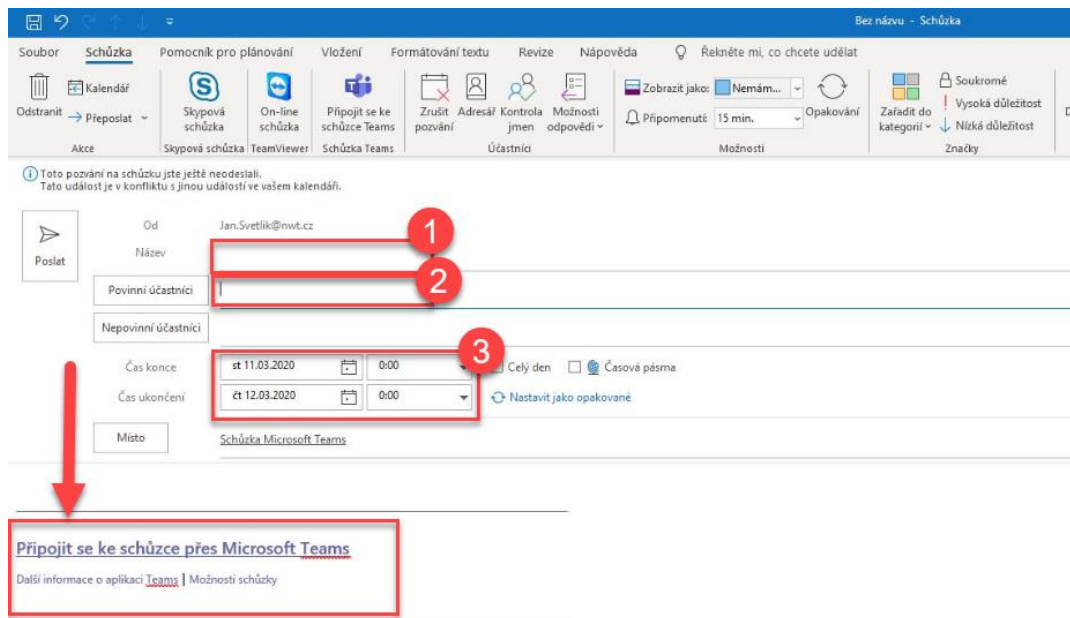 Bez názvu - Schůzka
Soubor Schůzka Pomocník pro plánování Vložení Formátování textu Revize Nápověda Řekněte mi, co chcete udělat
Odstranit
Kalendář
Přeposlat
Akce
Skypová
schůzka
Skypová schůzka
On-line
schůzka
TeamViewer
Připojit se ke
schůzce Teams
Schůzka Teams
Zrušit
pozvání
Adresář
Kontrola
jmen
Možnosti
odpovědi
Účastníci
Zobrazit jako: Nemám...
Připomenutí: 15 min.
Opakování
Možnosti
Zařadit do
kategorií
Soukromé
Vysoká důležitost
Nízká důležitost
Značky
Toto pozvání na schůzku jste ještě neodeslali.
Tato událost je v konfliktu s jinou událostí ve vašem kalendáři.
Poslat
Od Jan.Svetlik@nwt.cz
1
Název
2
Povinní účastníci
Nepovinní účastníci
3
Čas konce st 11.03.2020 0:00 Celý den Časová pásma
Čas ukončení čt 12.03.2020 0:00 Nastavit jako opakované
Místo Schůzka Microsoft Teams
Připojit se ke schůzce přes Microsoft Teams
Další informace o aplikaci Teams | Možnosti schůzky